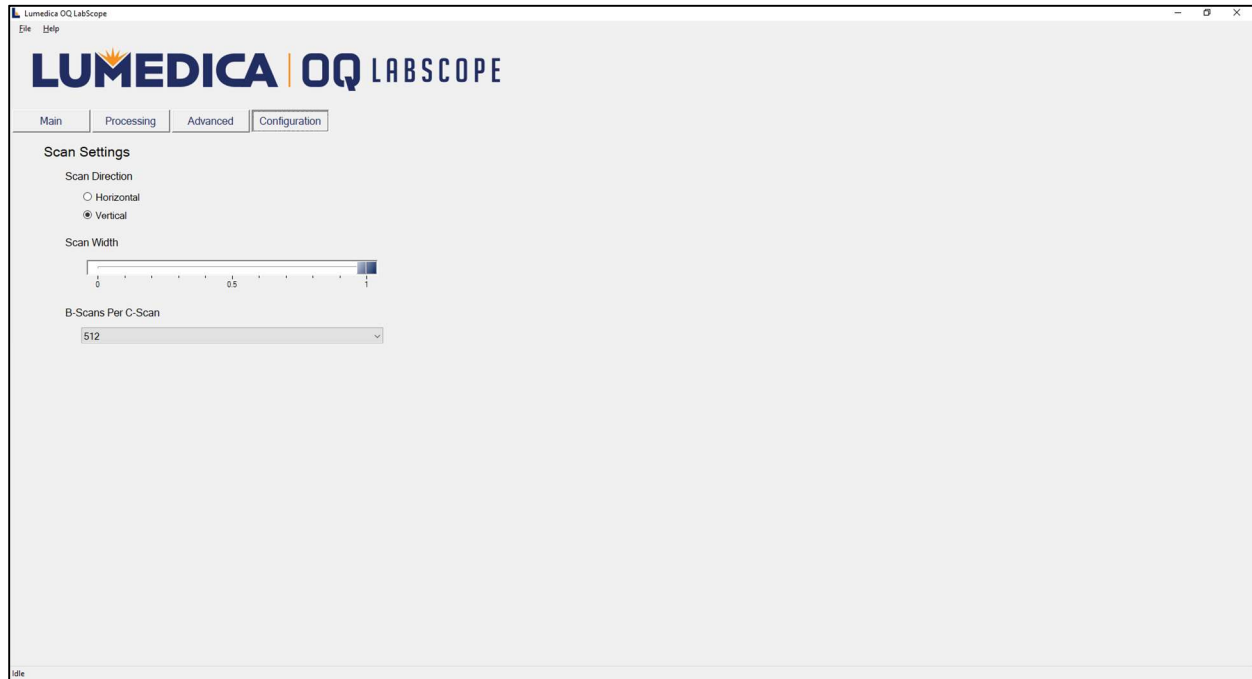 Lumedica OQ LabScope
File Help
LUMEDICA | OQ LABSCOPE
Main Processing Advanced Configuration
Scan Settings
Scan Direction
Horizontal
Vertical
Scan Width
0 0.5 1
B-Scans Per C-Scan
512
Idle